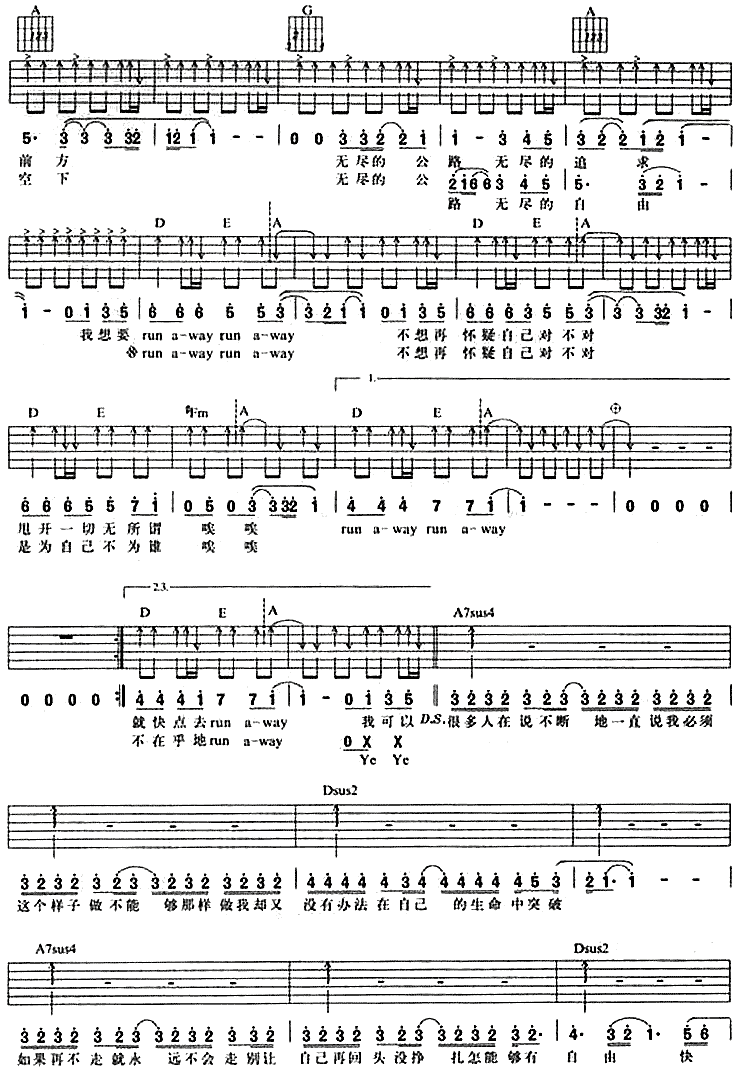 A G A
5· 3 3 3 32 | 12 1 1 - - | 0 0 3 32 2 21 | 1 - 3 4 5 | 3 2 2 1 2 1 -
前方 无尽的公路 无尽的追求
空下 无尽的公 2 1 6 6 3 4 5 | 5· 3 2 1 -
路 无尽的自由
D E A D E A
1 - 0 1 3 5 | 6 6 6 5 5 3 | 3 3 2 1 1 | 0 1 3 5 | 6 6 6 3 5 5 3 | 3 3 32 1 - |
我想要 run a-way run a-way 不想再 怀疑自己对不对
run a-way run a-way 不想再 怀疑自己对不对
1.
D E #Fm A D E A
6 6 6 5 5 7 1 | 0 5 0 3 3 32 1 | 4 4 4 7 7 1 | 1 - - | 0 0 0 0
甩开一切无所谓 唉 唉 run a-way run a-way
是为自己不为谁 唉 唉
2.3.
D E A A7sus4
0 0 0 0 :‖ 4 4 4 1 7 7 1 | 1 - 0 1 3 5 ‖ 3 2 3 2 3 2 3 3 2 3 2 3 2 3 2
就快点去run a-way 我可以 D.S. 很多人在说不断 地一直说我必须
不在乎地run a-way 0 X X
Ye Ye
Dsus2
3 2 3 2 3 2 3 3 2 3 2 3 2 3 2 | 4 4 4 4 4 3 4 4 4 4 4 4 5 3 | 2 1· 1 - - |
这个样子做不能 够那样做我却又 没有办法在自己 的生命中突破
A7sus4 Dsus2
3 2 3 2 3 2 3 3 2 3 2 3 2 3 2 | 3 2 3 2 3 2 3 3 2 3 2 3 2· | 4· 3 2 1· 5 6 |
如果再不走就永 远不会走别让 自己再回头没挣 扎怎能够有 自由 快